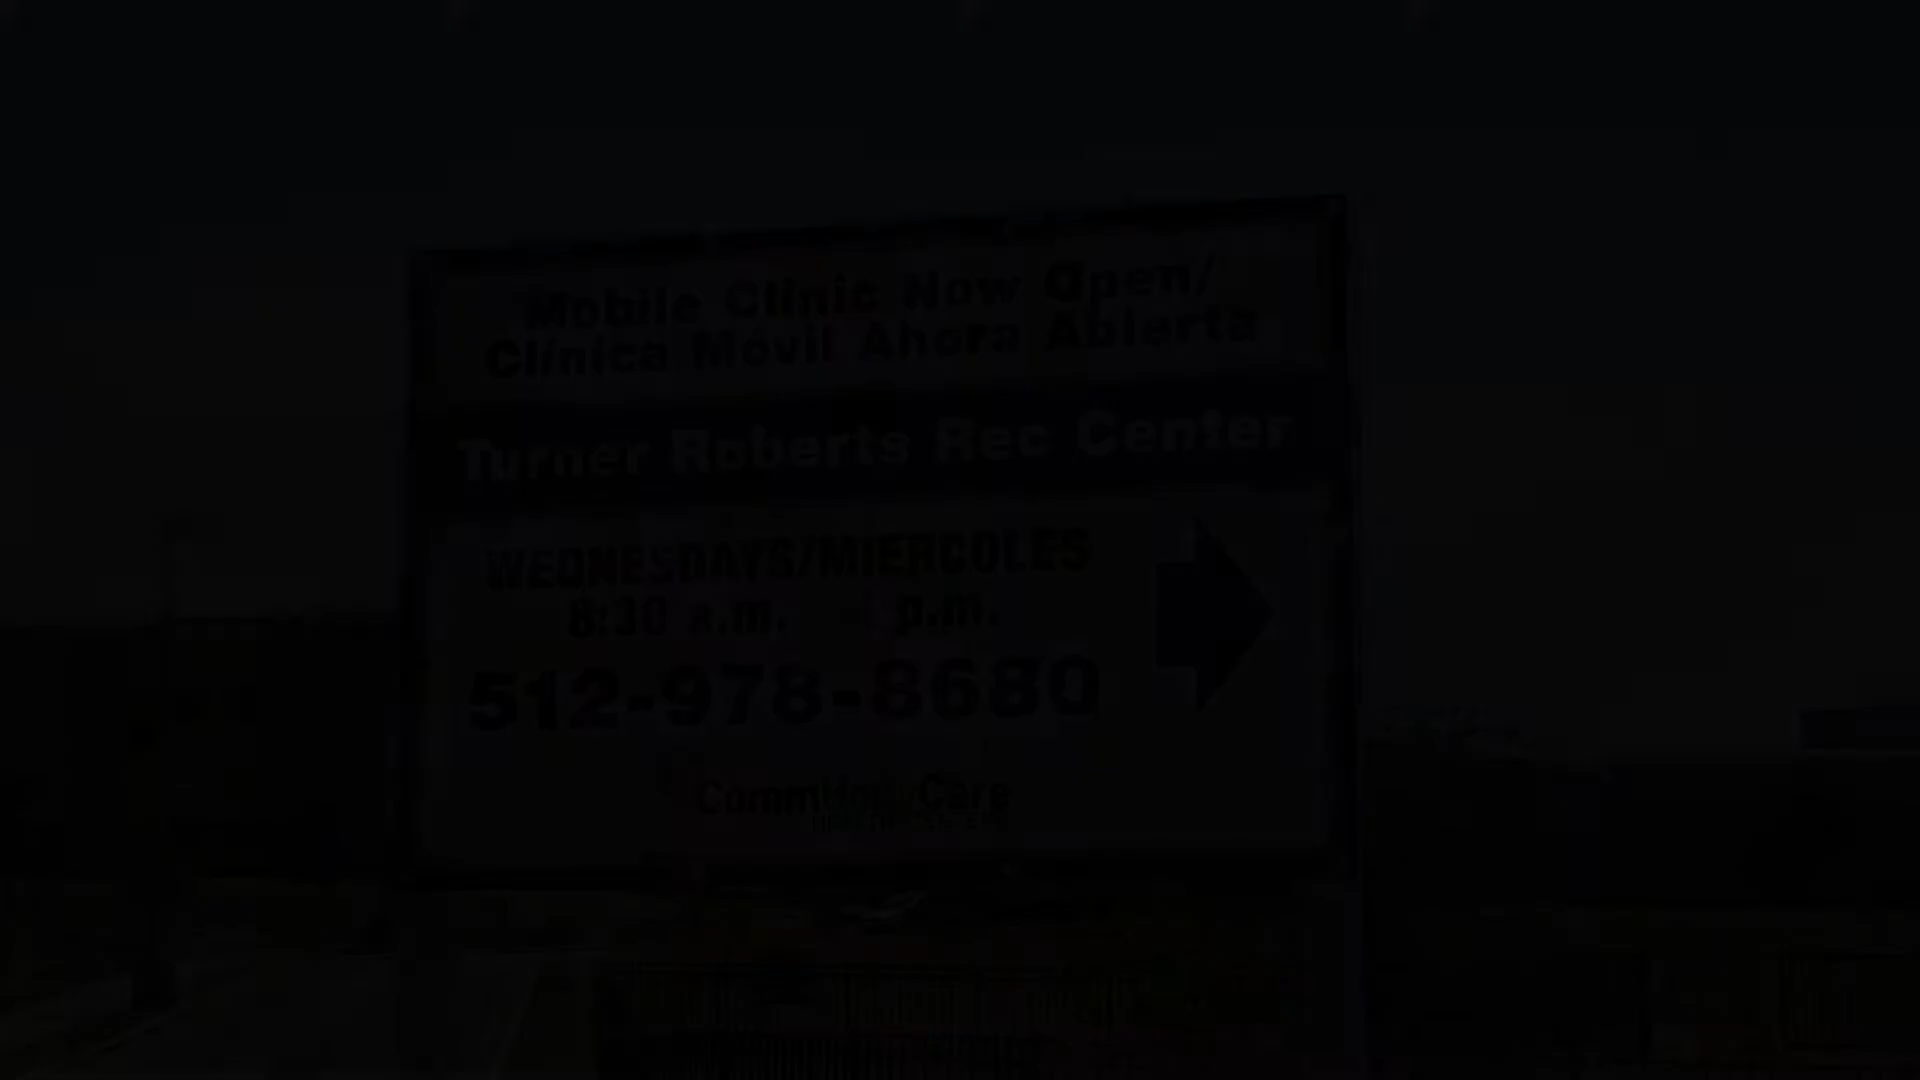 Mobile Clinic Now Open/
Clínica Móvil Ahora Abierta
Turner Roberts Rec Center
WEDNESDAYS/MIÉRCOLES
8:30 a.m. p.m.
512-978-8680
CommUnityCare